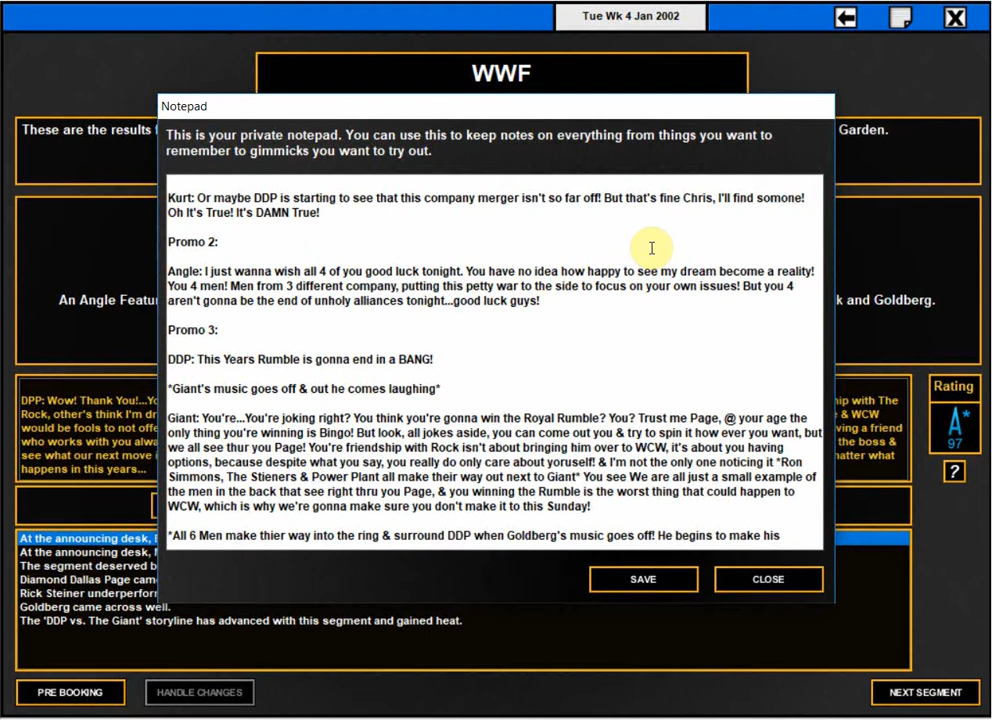 Tue Wk 4 Jan 2002
WWF
These are the results f
Garden.
An Angle Featu
k and Goldberg.
Notepad
This is your private notepad. You can use this to keep notes on everything from things you want to
remember to gimmicks you want to try out.
Kurt: Or maybe DDP is starting to see that this company merger isn't so far off! But that's fine Chris, I'll find somone!
Oh It's True! It's DAMN True!
Promo 2:
Angle: I just wanna wish all 4 of you good luck tonight. You have no idea how happy to see my dream become a reality!
You 4 men! Men from 3 different company, putting this petty war to the side to focus on your own issues! But you 4
aren't gonna be the end of unholy alliances tonight...good luck guys!
Promo 3:
DDP: This Years Rumble is gonna end in a BANG!
*Giant's music goes off & out he comes laughing*
Giant: You're...You're joking right? You think you're gonna win the Royal Rumble? You? Trust me Page, @ your age the
only thing you're winning is Bingo! But look, all jokes aside, you can come out you & try to spin it how ever you want, but
we all see thur you Page! You're friendship with Rock isn't about bringing him over to WCW, it's about you having
options, because despite what you say, you really do only care about yoruself! & I'm not the only one noticing it *Ron
Simmons, The Stieners & Power Plant all make their way out next to Giant* You see We are all just a small example of
the men in the back that see right thru you Page, & you winning the Rumble is the worst thing that could happen to
WCW, which is why we're gonna make sure you don't make it to this Sunday!
*All 6 Men make thier way into the ring & surround DDP when Goldberg's music goes off! He begins to make his
SAVE
CLOSE
DPP: Wow! Thank You!...Yo
Rock, other's think I'm dr
would be fools to not offe
who works with you alwa
see what our next move i
happens in this years...
hip with The
& WCW
ving a friend
the boss &
natter what
Rating
A*
97
?
At the announcing desk,
At the announcing desk,
The segment deserved b
Diamond Dallas Page cam
Rick Steiner underperfor
Goldberg came across well.
The 'DDP vs. The Giant' storyline has advanced with this segment and gained heat.
PRE BOOKING
HANDLE CHANGES
NEXT SEGMENT